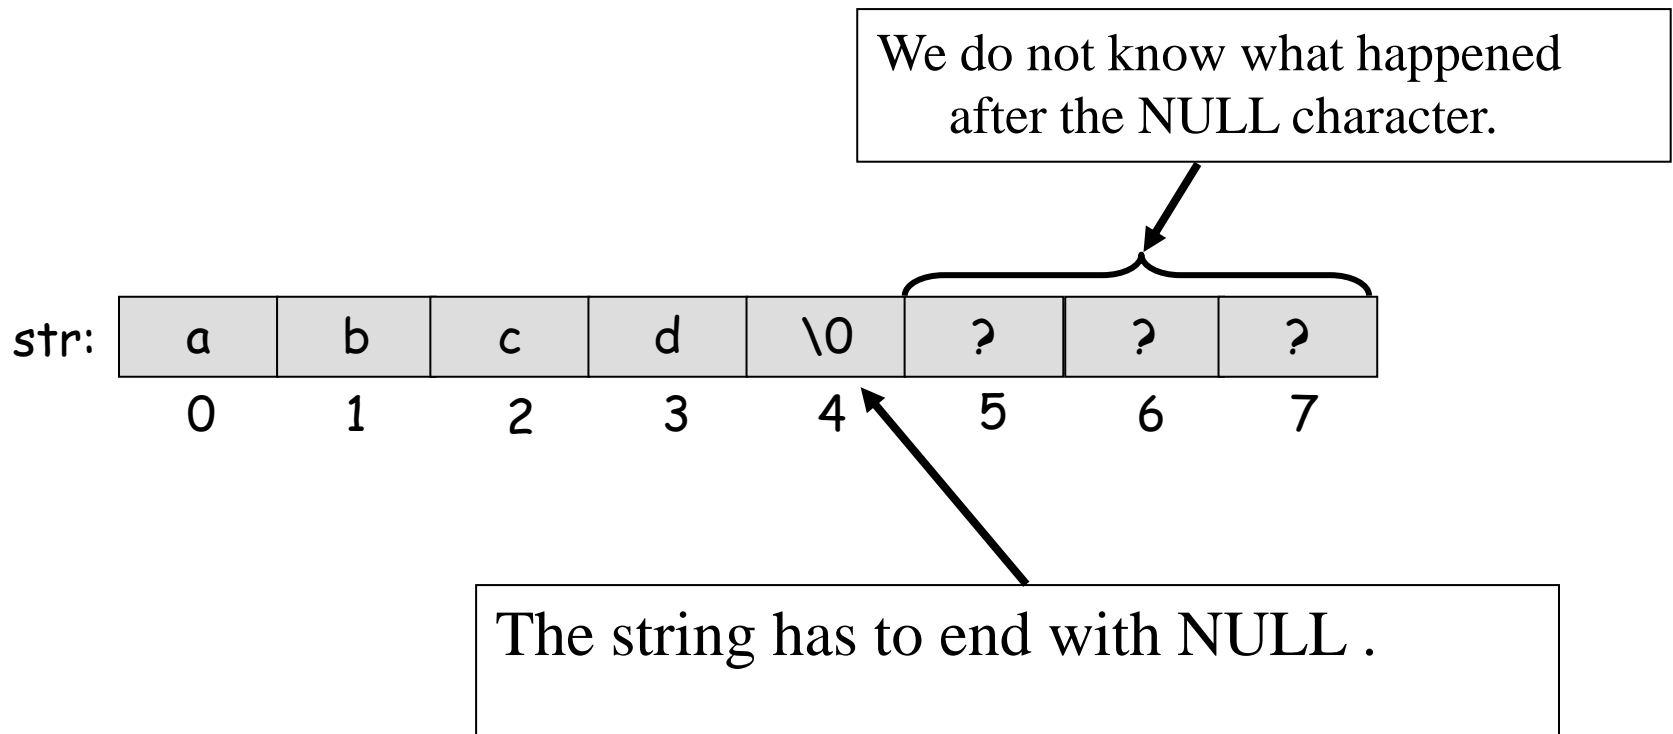 We do not know what happened
after the NULL character.
str: a b c d \0 ? ? ?
0 1 2 3 4 5 6 7
The string has to end with NULL .